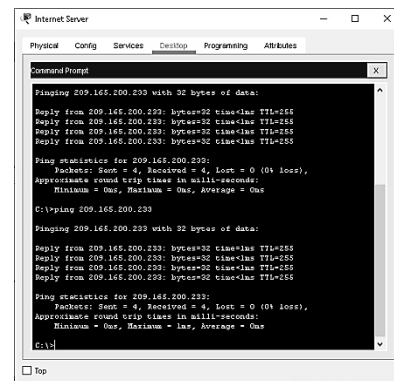 Internet Server
Physical Config Services Desktop Programming Attributes
Command Prompt X
Pinging 209.165.200.233 with 32 bytes of data:
Reply from 209.165.200.233: bytes=32 time<1ms TTL=255
Reply from 209.165.200.233: bytes=32 time<1ms TTL=255
Reply from 209.165.200.233: bytes=32 time<1ms TTL=255
Reply from 209.165.200.233: bytes=32 time<1ms TTL=255
Ping statistics for 209.165.200.233:
Packets: Sent = 4, Received = 4, Lost = 0 (0% loss),
Approximate round trip times in milli-seconds:
Minimum = 0ms, Maximum = 0ms, Average = 0ms
C:\>ping 209.165.200.233
Pinging 209.165.200.233 with 32 bytes of data:
Reply from 209.165.200.233: bytes=32 time<1ms TTL=255
Reply from 209.165.200.233: bytes=32 time<1ms TTL=255
Reply from 209.165.200.233: bytes=32 time<1ms TTL=255
Reply from 209.165.200.233: bytes=32 time<1ms TTL=255
Ping statistics for 209.165.200.233:
Packets: Sent = 4, Received = 4, Lost = 0 (0% loss),
Approximate round trip times in milli-seconds:
Minimum = 0ms, Maximum = 1ms, Average = 0ms
C:\>
Top